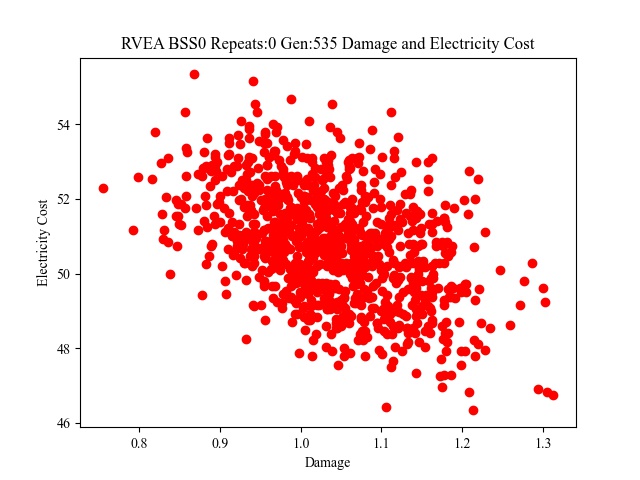 RVEA BSS0 Repeats:0 Gen:535 Damage and Electricity Cost
54
52
50
48
46
Electricity Cost
0.8 0.9 1.0 1.1 1.2 1.3
Damage